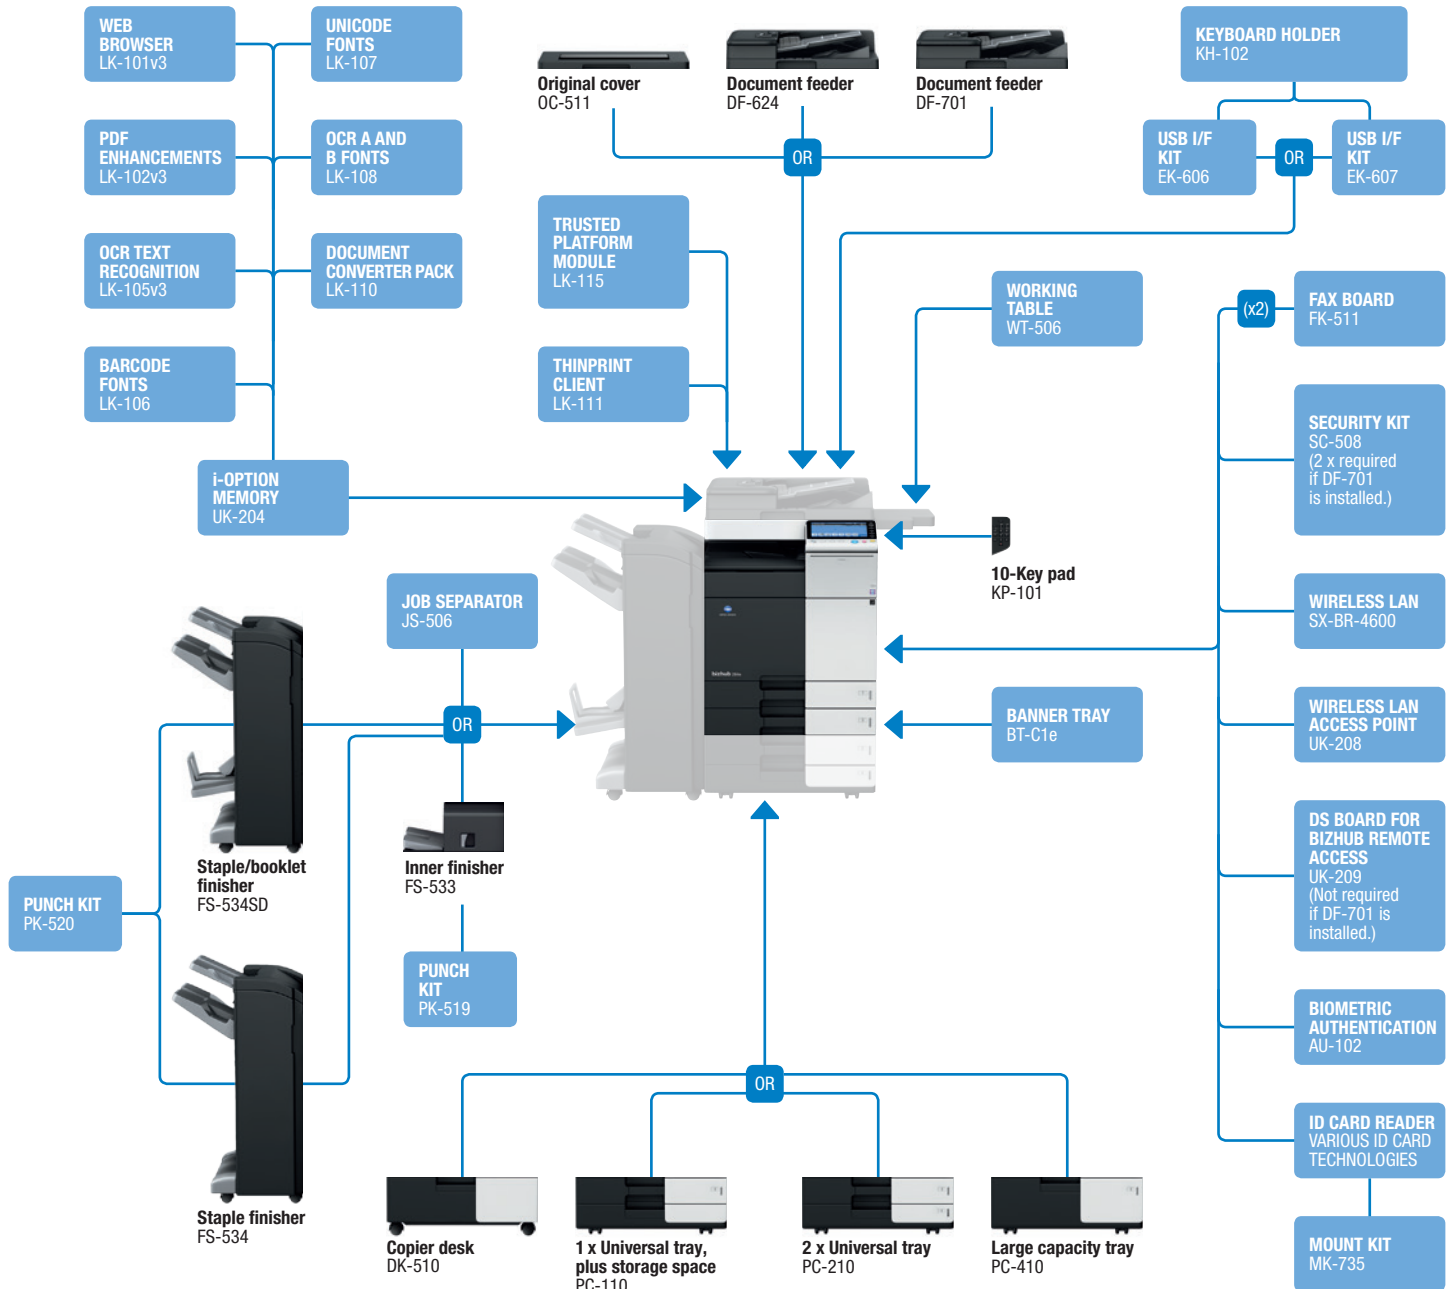 WEB
BROWSER
LK-101v3
UNICODE
FONTS
LK-107
PDF
ENHANCEMENTS
LK-102v3
OCR A AND
B FONTS
LK-108
OCR TEXT
RECOGNITION
LK-105v3
DOCUMENT
CONVERTER PACK
LK-110
BARCODE
FONTS
LK-106
i-OPTION
MEMORY
UK-204
Original cover
OC-511
Document feeder
DF-624
Document feeder
DF-701
OR
TRUSTED
PLATFORM
MODULE
LK-115
THINPRINT
CLIENT
LK-111
KEYBOARD HOLDER
KH-102
USB I/F
KIT
EK-606
OR
USB I/F
KIT
EK-607
WORKING
TABLE
WT-506
(x2)
FAX BOARD
FK-511
SECURITY KIT
SC-508
(2 x required
if DF-701
is installed.)
10-Key pad
KP-101
WIRELESS LAN
SX-BR-4600
BANNER TRAY
BT-C1e
WIRELESS LAN
ACCESS POINT
UK-208
DS BOARD FOR
BIZHUB REMOTE
ACCESS
UK-209
(Not required
if DF-701 is
installed.)
BIOMETRIC
AUTHENTICATION
AU-102
ID CARD READER
VARIOUS ID CARD
TECHNOLOGIES
MOUNT KIT
MK-735
JOB SEPARATOR
JS-506
OR
Staple/booklet
finisher
FS-534SD
Inner finisher
FS-533
PUNCH KIT
PK-520
PUNCH
KIT
PK-519
Staple finisher
FS-534
bizhub
OR
Copier desk
DK-510
1 x Universal tray,
plus storage space
PC-110
2 x Universal tray
PC-210
Large capacity tray
PC-410